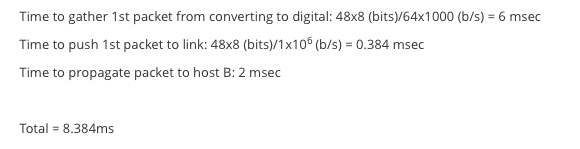 Time to gather 1st packet from converting to digital: 48x8 (bits)/64x1000 (b/s) = 6 msec
Time to push 1st packet to link: 48x8 (bits)/1x10⁶ (b/s) = 0.384 msec
Time to propagate packet to host B: 2 msec
Total = 8.384ms